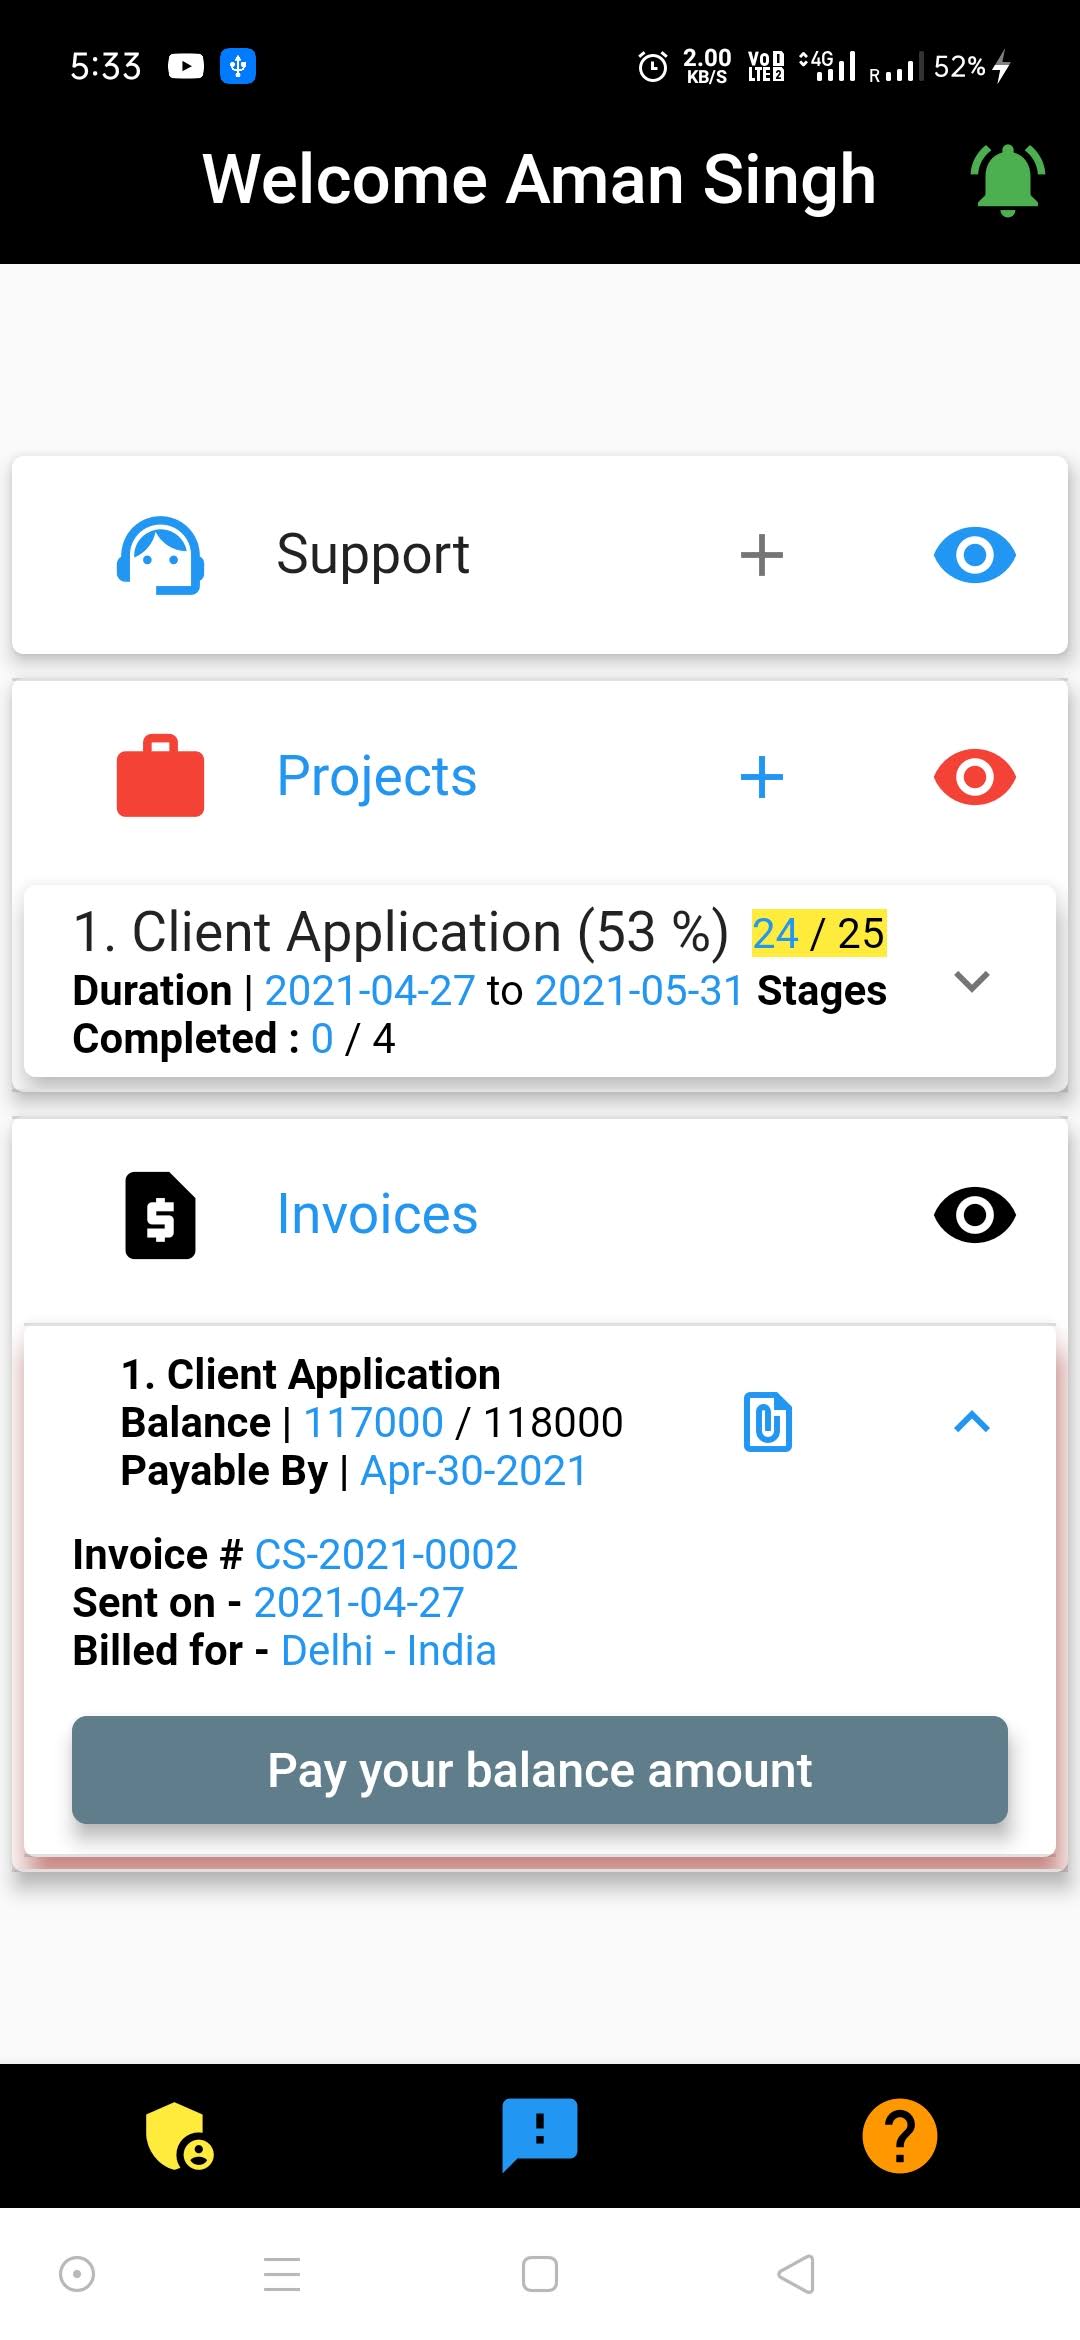 5:33 2.00 KB/S VoLTE 1 2 4G R 52%
Welcome Aman Singh
Support
Projects
1. Client Application (53 %) 24 / 25
Duration | 2021-04-27 to 2021-05-31 Stages
Completed : 0 / 4
Invoices
1. Client Application
Balance | 117000 / 118000
Payable By | Apr-30-2021
Invoice # CS-2021-0002
Sent on - 2021-04-27
Billed for - Delhi - India
Pay your balance amount